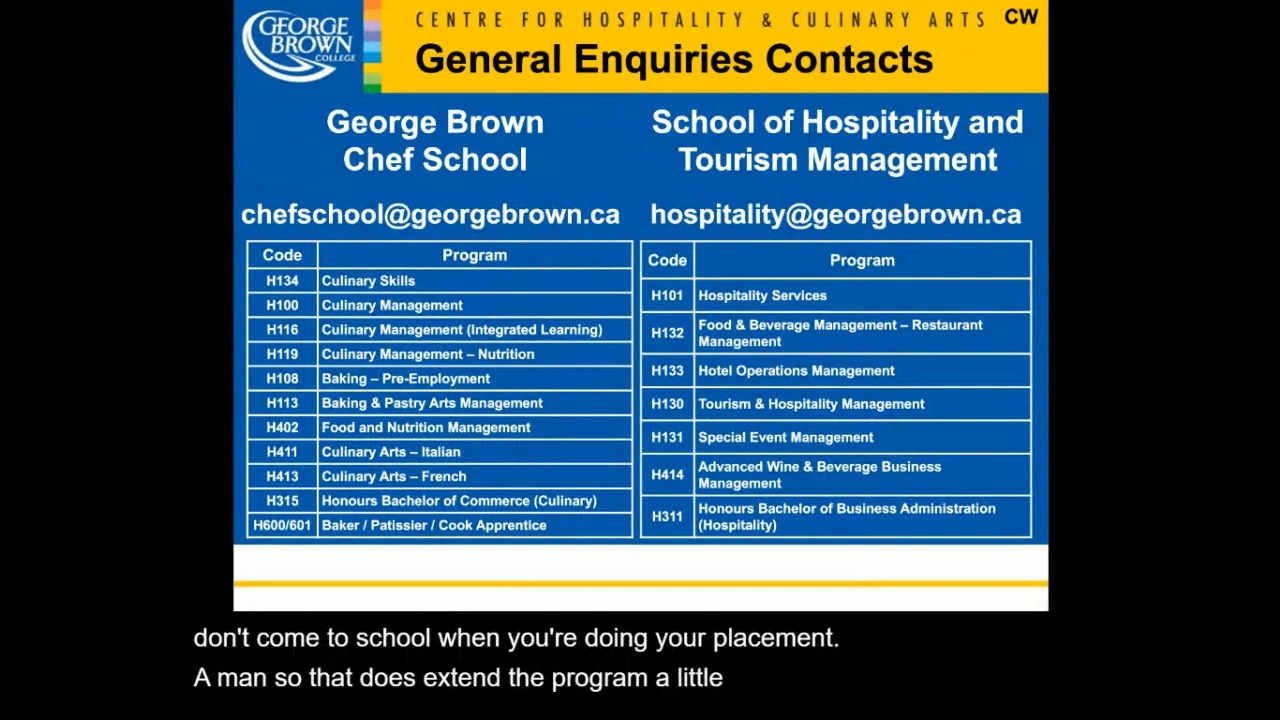 GEORGE
BROWN
COLLEGE
CENTRE FOR HOSPITALITY & CULINARY ARTS
CW
General Enquiries Contacts
George Brown
Chef School
chefschool@georgebrown.ca
Code Program
H134 Culinary Skills
H100 Culinary Management
H116 Culinary Management (Integrated Learning)
H119 Culinary Management – Nutrition
H108 Baking – Pre-Employment
H113 Baking & Pastry Arts Management
H402 Food and Nutrition Management
H411 Culinary Arts – Italian
H413 Culinary Arts – French
H315 Honours Bachelor of Commerce (Culinary)
H600/601 Baker / Patissier / Cook Apprentice
School of Hospitality and
Tourism Management
hospitality@georgebrown.ca
Code Program
H101 Hospitality Services
H132 Food & Beverage Management – Restaurant
Management
H133 Hotel Operations Management
H130 Tourism & Hospitality Management
H131 Special Event Management
H414 Advanced Wine & Beverage Business
Management
H311 Honours Bachelor of Business Administration
(Hospitality)
don't come to school when you're doing your placement.
A man so that does extend the program a little